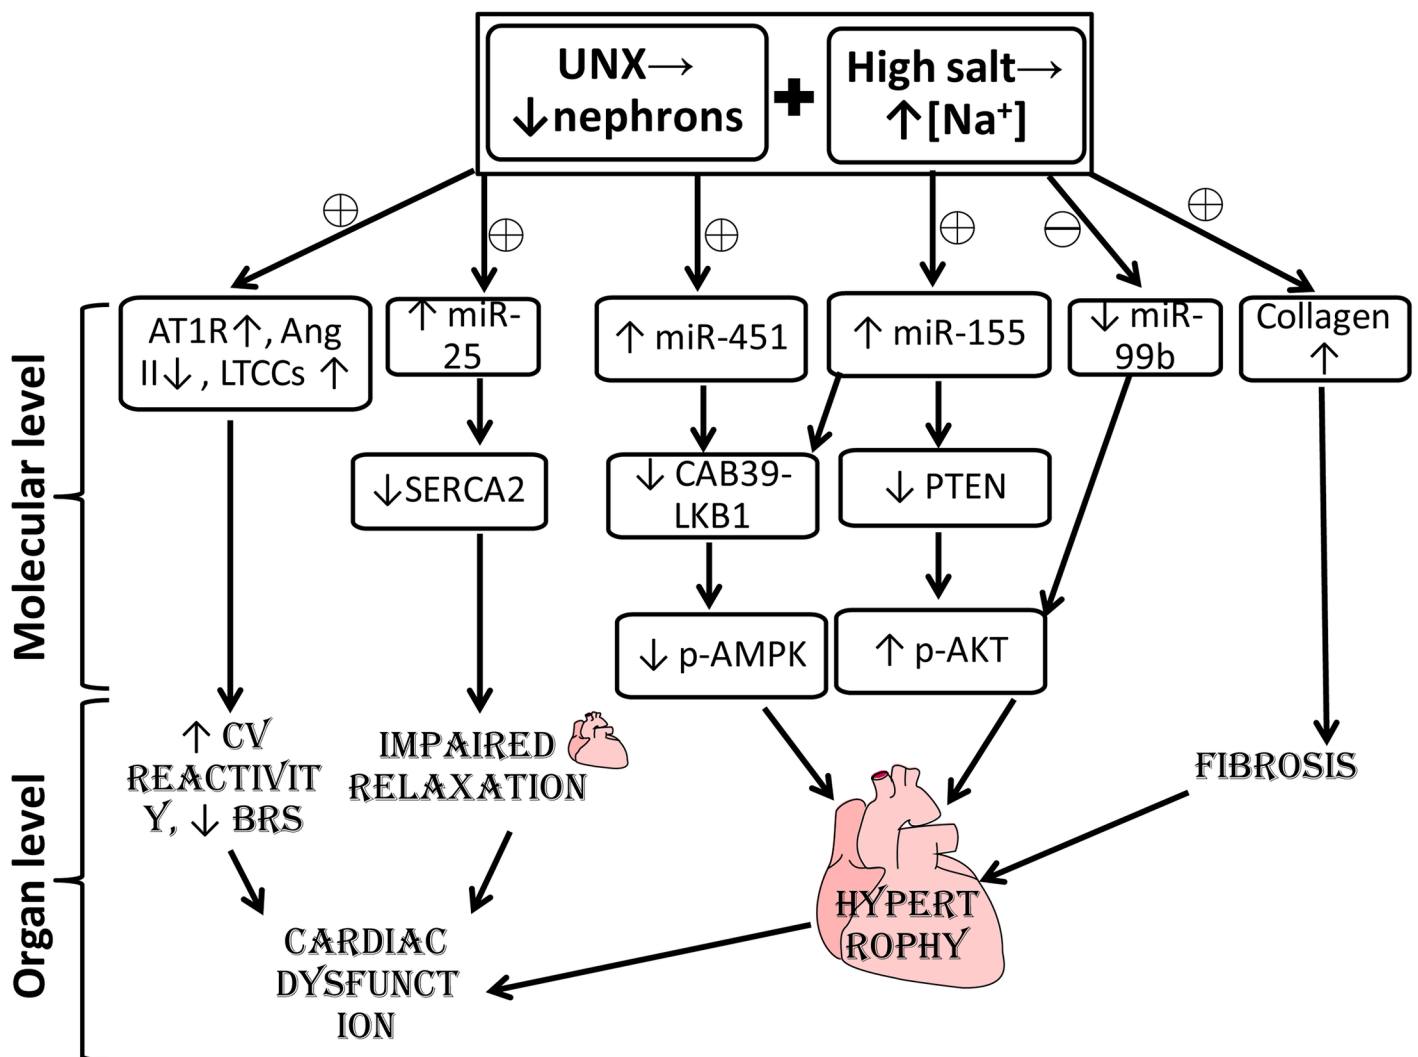 UNX→
↓nephrons
+
High salt→
↑[Na⁺]
Molecular level
AT1R↑, Ang
II↓, LTCCs ↑
↑ miR-
25
↑ miR-451
↑ miR-155
↓ miR-
99b
Collagen
↑
↓SERCA2
↓ CAB39-
LKB1
↓ PTEN
↓ p-AMPK
↑ p-AKT
Organ level
↑ CV
REACTIVIT
Y, ↓ BRS
IMPAIRED
RELAXATION
FIBROSIS
HYPERT
ROPHY
CARDIAC
DYSFUNCT
ION